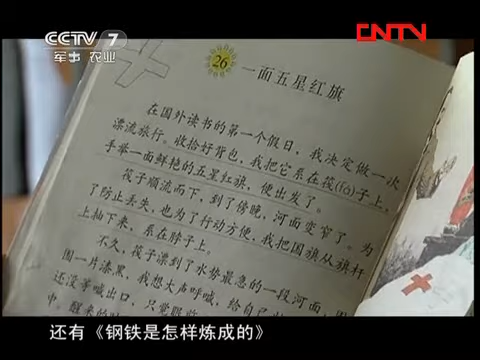 CCTV 7
军事 农业
CNTV
26
一面五星红旗
在国外读书的第一个假日，我决定做一次
漂流旅行。收拾好背包，我把它系在筏(fá)子上，
手举一面鲜艳的五星红旗，便出发了。
筏子顺流而下，到了傍晚，河面变窄了。为
了防止丢失，也为了行动方便，我把国旗从旗杆
上抽下来，系在脖子上。
不久，筏子漂到了水势最急的一段河面，
围一片漆黑，我想大声呼喊，给自己
还没等喊出口，只觉
中。醒来的
还有《钢铁是怎样炼成的》